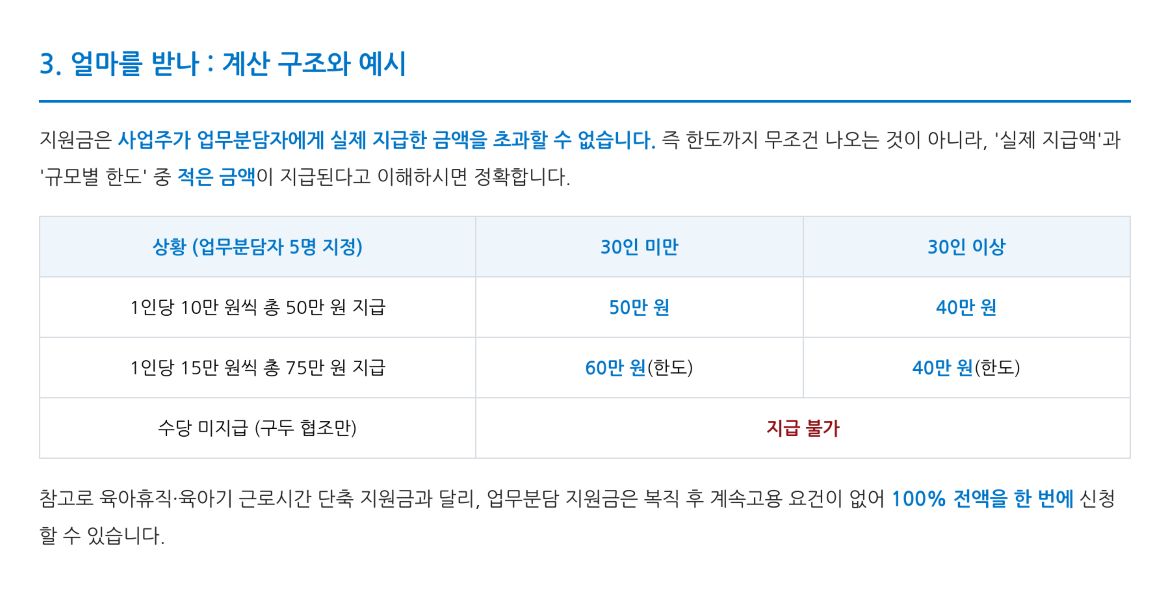 3. 얼마를 받나 : 계산 구조와 예시
지원금은 사업주가 업무분담자에게 실제 지급한 금액을 초과할 수 없습니다. 즉 한도까지 무조건 나오는 것이 아니라, '실제 지급액'과
'규모별 한도' 중 적은 금액이 지급된다고 이해하시면 정확합니다.
상황 (업무분담자 5명 지정) 30인 미만 30인 이상
1인당 10만 원씩 총 50만 원 지급 50만 원 40만 원
1인당 15만 원씩 총 75만 원 지급 60만 원(한도) 40만 원(한도)
수당 미지급 (구두 협조만) 지급 불가
참고로 육아휴직·육아기 근로시간 단축 지원금과 달리, 업무분담 지원금은 복직 후 계속고용 요건이 없어 100% 전액을 한 번에 신청
할 수 있습니다.